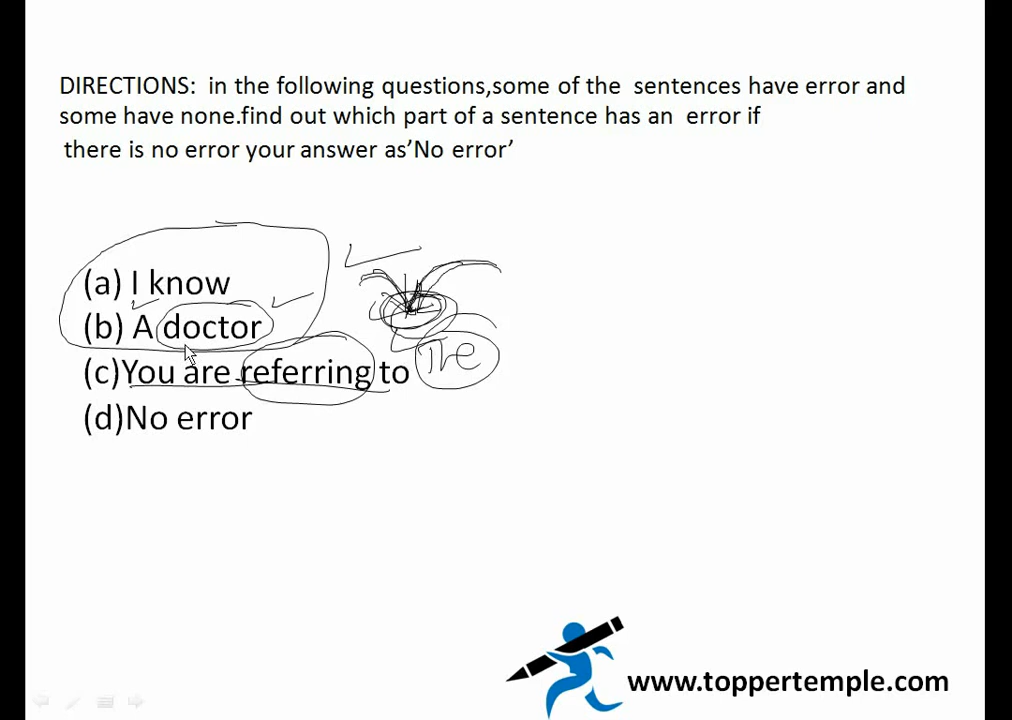 DIRECTIONS: in the following questions,some of the sentences have error and
some have none.find out which part of a sentence has an error if
there is no error your answer as’No error’
(a) I know
(b) A doctor
(c)You are referring to The
(d)No error
www.toppertemple.com